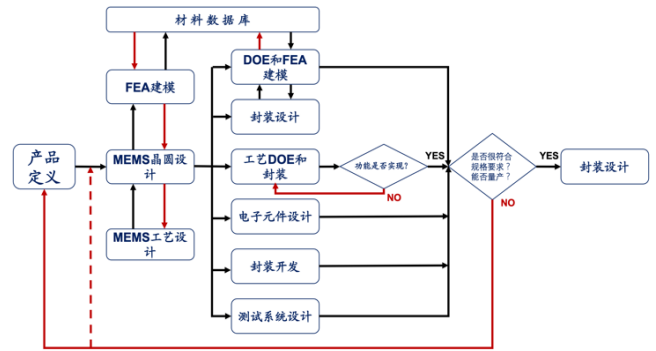 材料数据库
DOE和FEA
建模
FEA建模
封装设计
产品
定义
MEMS晶圆设
计
工艺DOE和
封装
功能是否实现?
YES
是否很符合
规格要求？
能否量产？
YES
封装设计
NO
NO
MEMS工艺设
计
电子元件设计
封装开发
测试系统设计